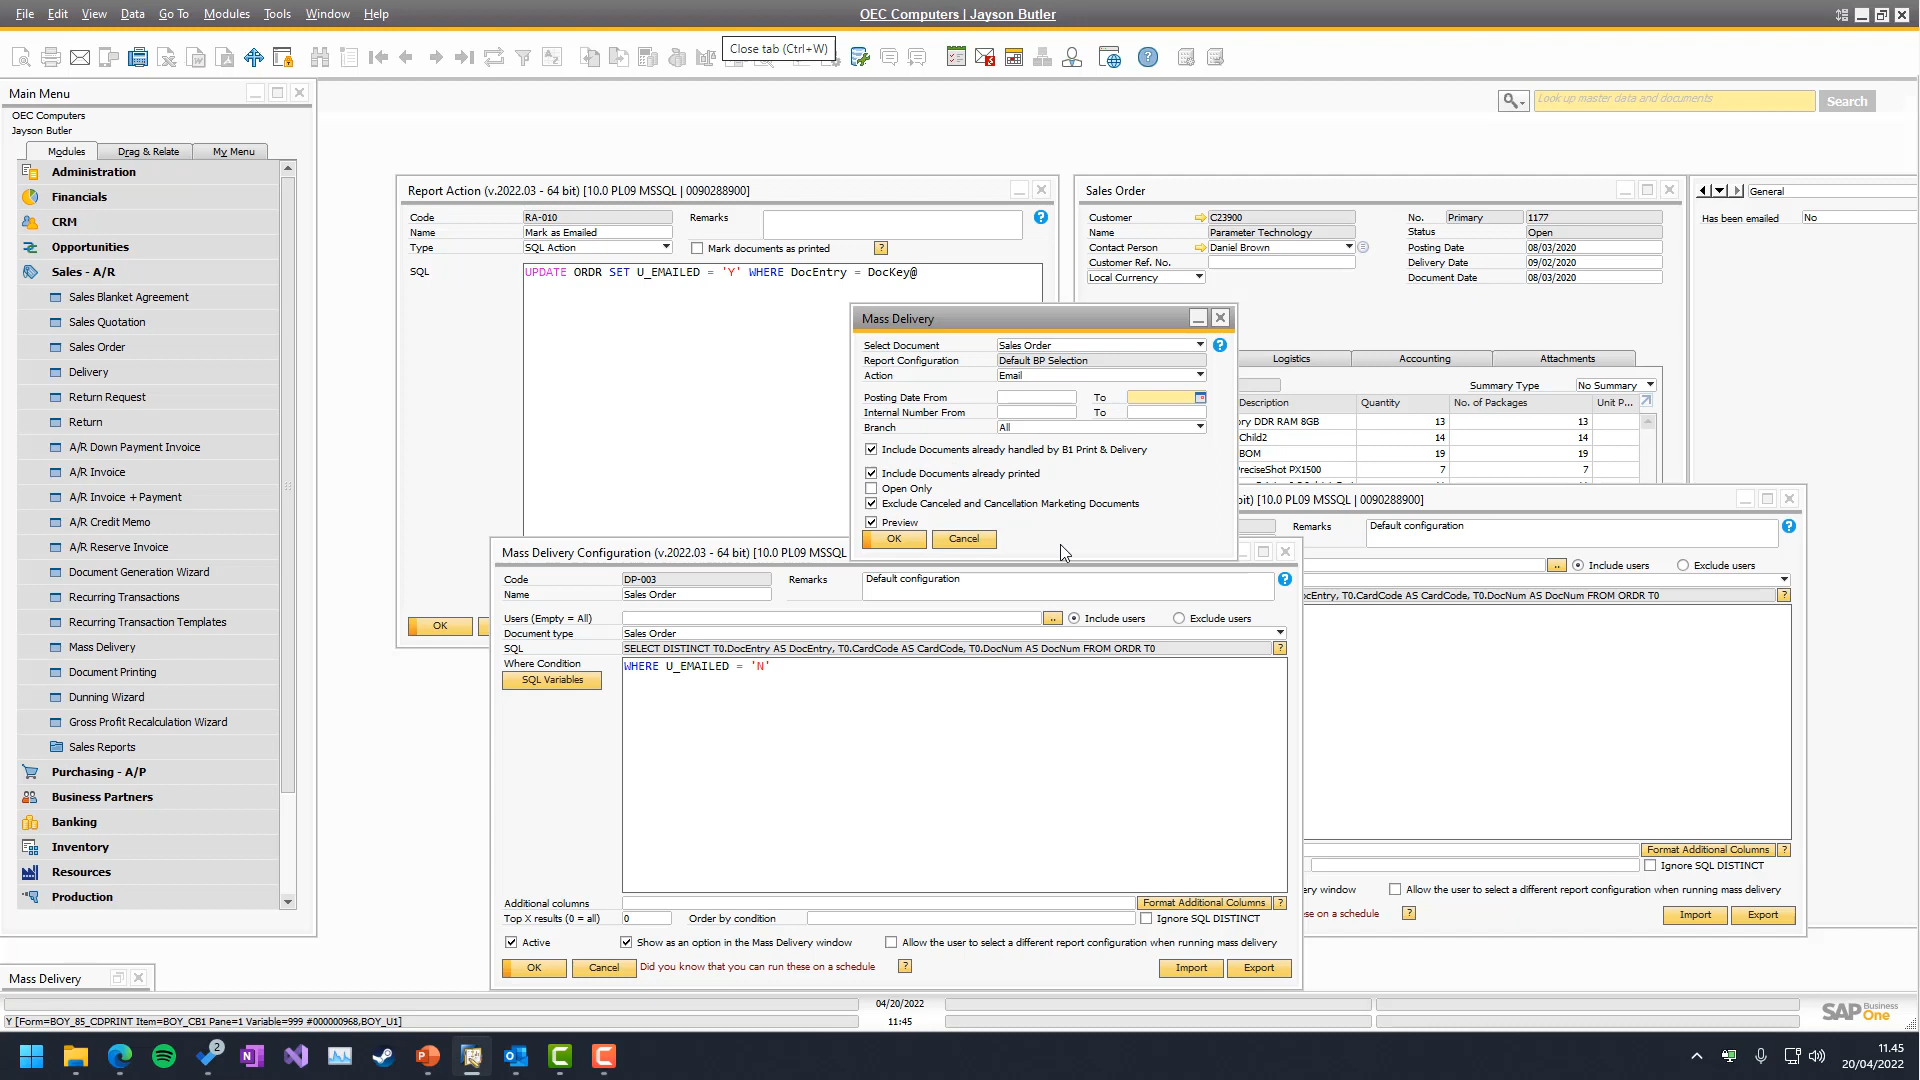 File Edit View Data Go To Modules Tools Window Help
OEC Computers | Jayson Butler
Close tab (Ctrl+W)
Look up master data and documents
Search
Main Menu
OEC Computers
Jayson Butler
Modules Drag & Relate My Menu
Administration
Financials
CRM
Opportunities
Sales - A/R
Sales Blanket Agreement
Sales Quotation
Sales Order
Delivery
Return Request
Return
A/R Down Payment Invoice
A/R Invoice
A/R Invoice + Payment
A/R Credit Memo
A/R Reserve Invoice
Document Generation Wizard
Recurring Transactions
Recurring Transaction Templates
Mass Delivery
Document Printing
Dunning Wizard
Gross Profit Recalculation Wizard
Sales Reports
Purchasing - A/P
Business Partners
Banking
Inventory
Resources
Production
Report Action (v.2022.03 - 64 bit) [10.0 PL09 MSSQL | 0090288900]
Code RA-010 Remarks
Name Mark as Emailed
Type SQL Action Mark documents as printed ?
SQL UPDATE ORDR SET U_EMAILED = 'Y' WHERE DocEntry = DocKey@
OK
Sales Order
Customer C23900 No. Primary 1177
Name Parameter Technology Status Open
Contact Person Daniel Brown Posting Date 08/03/2020
Customer Ref. No. Delivery Date 09/02/2020
Local Currency Document Date 08/03/2020
Logistics Accounting Attachments
Summary Type No Summary
Description Quantity No. of Packages Unit P...
ory DDR RAM 8GB 13 13
Child2 14 14
BOM 19 19
PreciseShot PX1500 7 7
General
Has been emailed No
Mass Delivery
Select Document Sales Order
Report Configuration Default BP Selection
Action Email
Posting Date From To
Internal Number From To
Branch All
Include Documents already handled by B1 Print & Delivery
Include Documents already printed
Open Only
Exclude Canceled and Cancellation Marketing Documents
Preview
OK Cancel
bit) [10.0 PL09 MSSQL | 0090288900]
Remarks Default configuration
.. Include users Exclude users
cEntry, T0.CardCode AS CardCode, T0.DocNum AS DocNum FROM ORDR T0 ?
Format Additional Columns ?
Ignore SQL DISTINCT
ery window Allow the user to select a different report configuration when running mass delivery
se on a schedule ? Import Export
Mass Delivery Configuration (v.2022.03 - 64 bit) [10.0 PL09 MSSQL
Code DP-003 Remarks Default configuration
Name Sales Order
Users (Empty = All) .. Include users Exclude users
Document type Sales Order
SQL SELECT DISTINCT T0.DocEntry AS DocEntry, T0.CardCode AS CardCode, T0.DocNum AS DocNum FROM ORDR T0 ?
Where Condition WHERE U_EMAILED = 'N'
SQL Variables
Additional columns Format Additional Columns ?
Top X results (0 = all) 0 Order by condition Ignore SQL DISTINCT
Active Show as an option in the Mass Delivery window Allow the user to select a different report configuration when running mass delivery
OK Cancel Did you know that you can run these on a schedule ? Import Export
Mass Delivery
04/20/2022
Y [Form=BOY_85_CDPRINT Item=BOY_CB1 Pane=1 Variable=999 #000000968,BOY_U1] 11:45
SAP Business One
2
11.45
20/04/2022